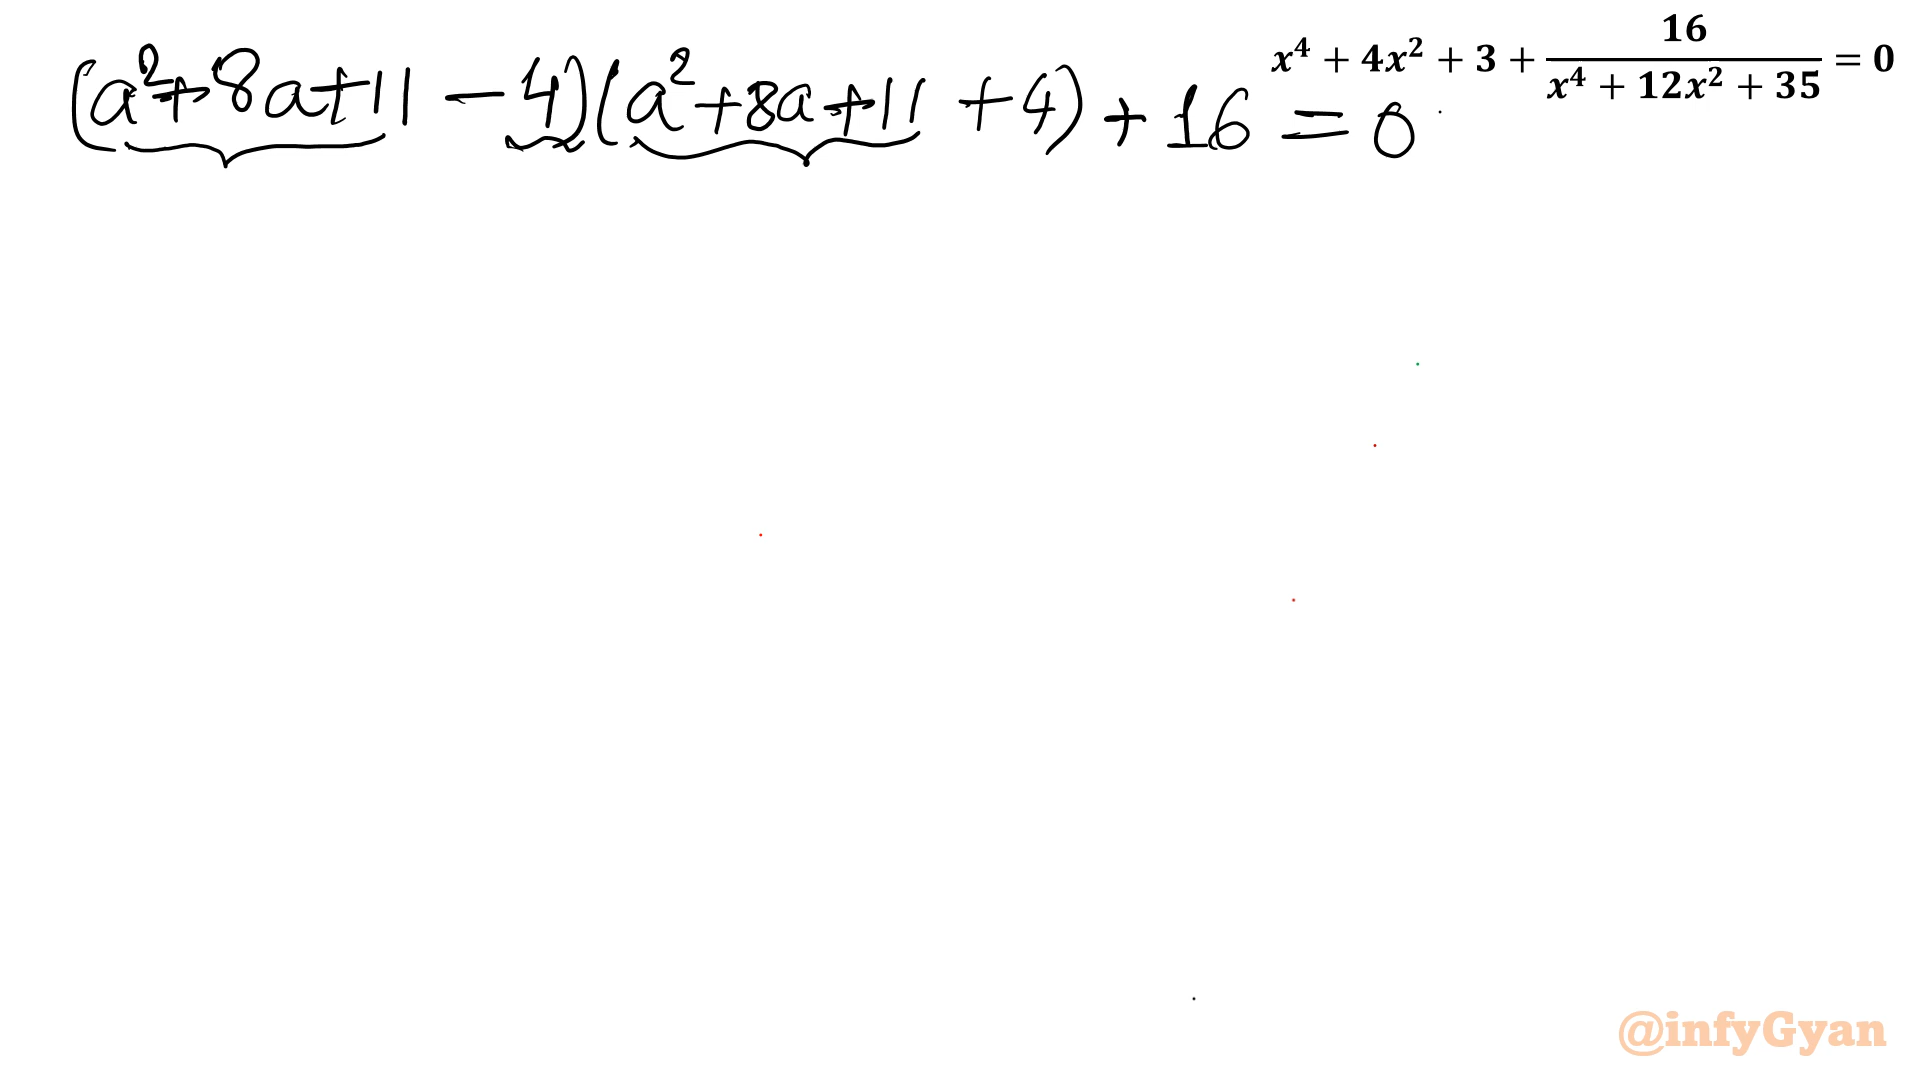 (a²+8a+11 - 4)(a²+8a+11 + 4) + 16 = 0
x⁴ + 4x² + 3 + 16/(x⁴ + 12x² + 35) = 0
@infyGyan